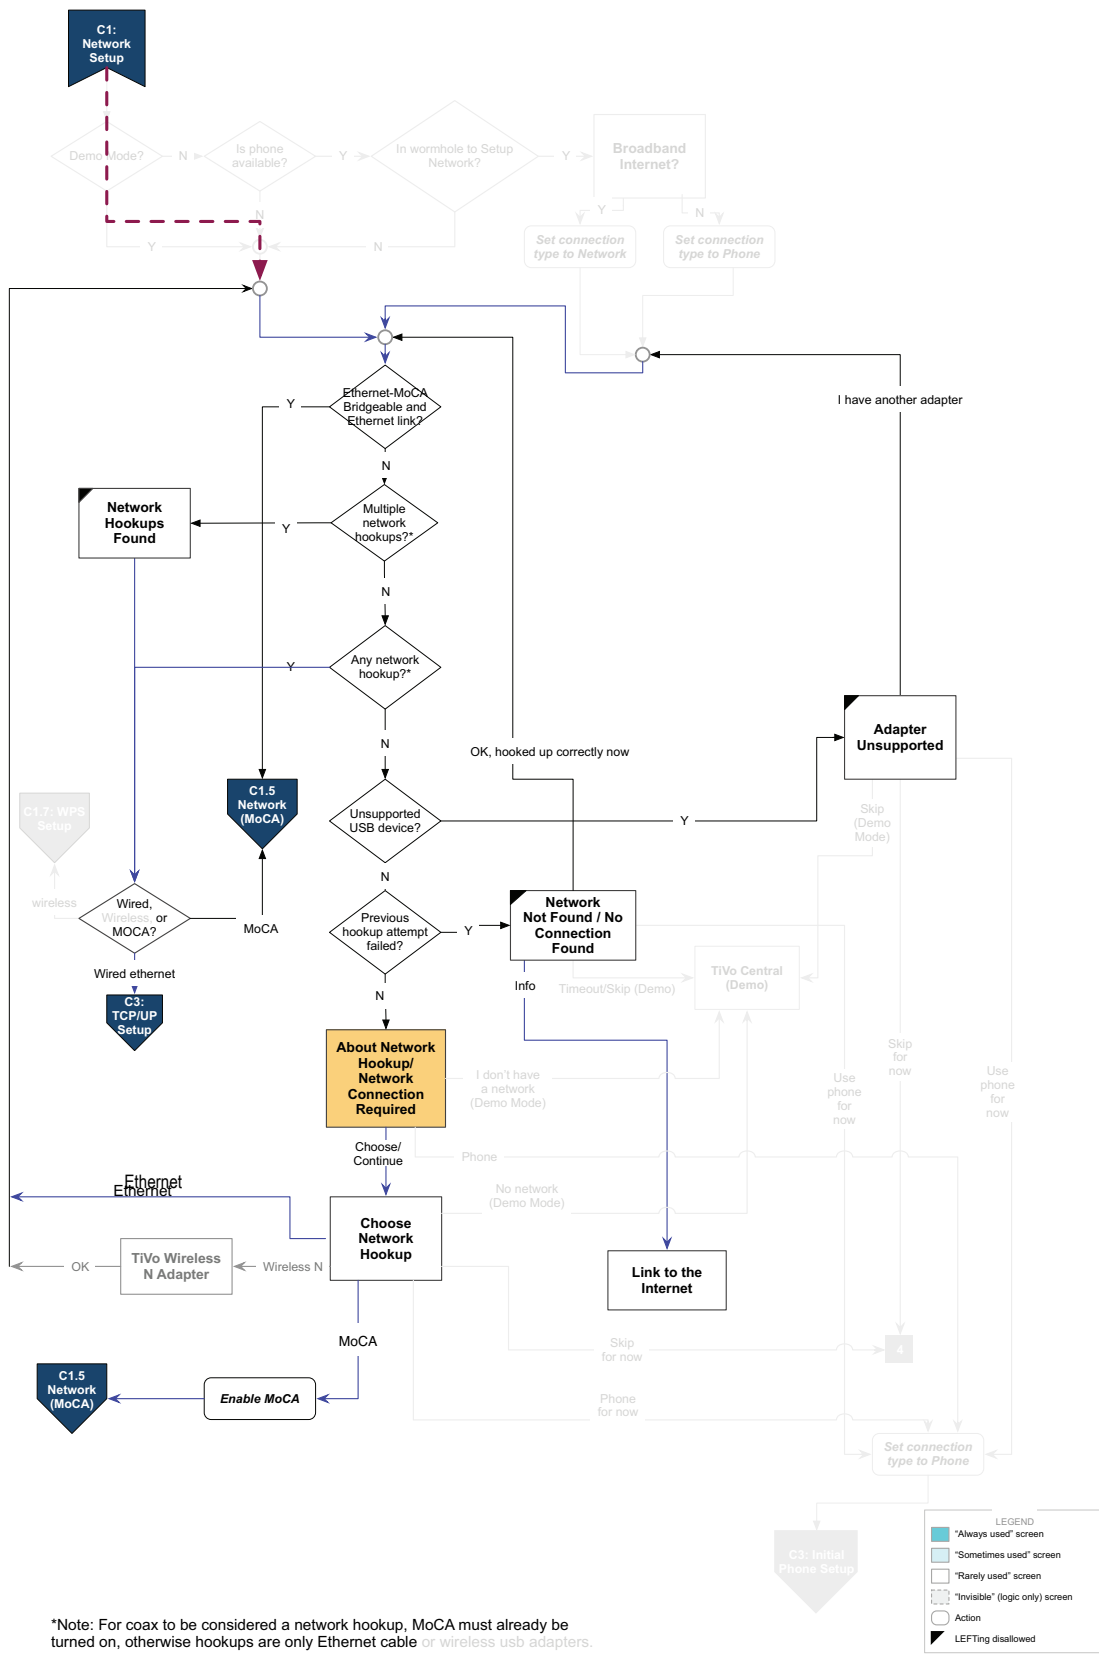 C1:
Network
Setup
Demo Mode?
N
Is phone
available?
Y
In wormhole to Setup
Network?
Y
Broadband
Internet?
N
Y
N
Y
N
Set connection
type to Network
Set connection
type to Phone
Ethernet-MoCA
Bridgeable and
Ethernet link?
Y
I have another adapter
N
Network
Hookups
Found
Y
Multiple
network
hookups?*
N
Y
Any network
hookup?*
N
OK, hooked up correctly now
Adapter
Unsupported
C1.7: WPS
Setup
C1.5
Network
(MoCA)
Unsupported
USB device?
Y
Skip
(Demo
Mode)
N
wireless
Wired,
Wireless, or
MOCA?
MoCA
Previous
hookup attempt
failed?
Y
Network
Not Found / No
Connection
Found
Wired ethernet
C3:
TCP/UP
Setup
N
Info
Timeout/Skip (Demo)
TiVo Central
(Demo)
About Network
Hookup/
Network
Connection
Required
I don't have
a network
(Demo Mode)
Use
phone
for
now
Skip
for
now
Use
phone
for
now
Choose/
Continue
Phone
Ethernet
Ethernet
No network
(Demo Mode)
Choose
Network
Hookup
OK
TiVo Wireless
N Adapter
Wireless N
Link to the
Internet
MoCA
Skip
for now
4
C1.5
Network
(MoCA)
Enable MoCA
Phone
for now
Set connection
type to Phone
C3: Initial
Phone Setup
LEGEND
"Always used" screen
"Sometimes used" screen
"Rarely used" screen
"Invisible" (logic only) screen
Action
LEFTing disallowed
*Note: For coax to be considered a network hookup, MoCA must already be
turned on, otherwise hookups are only Ethernet cable or wireless usb adapters.